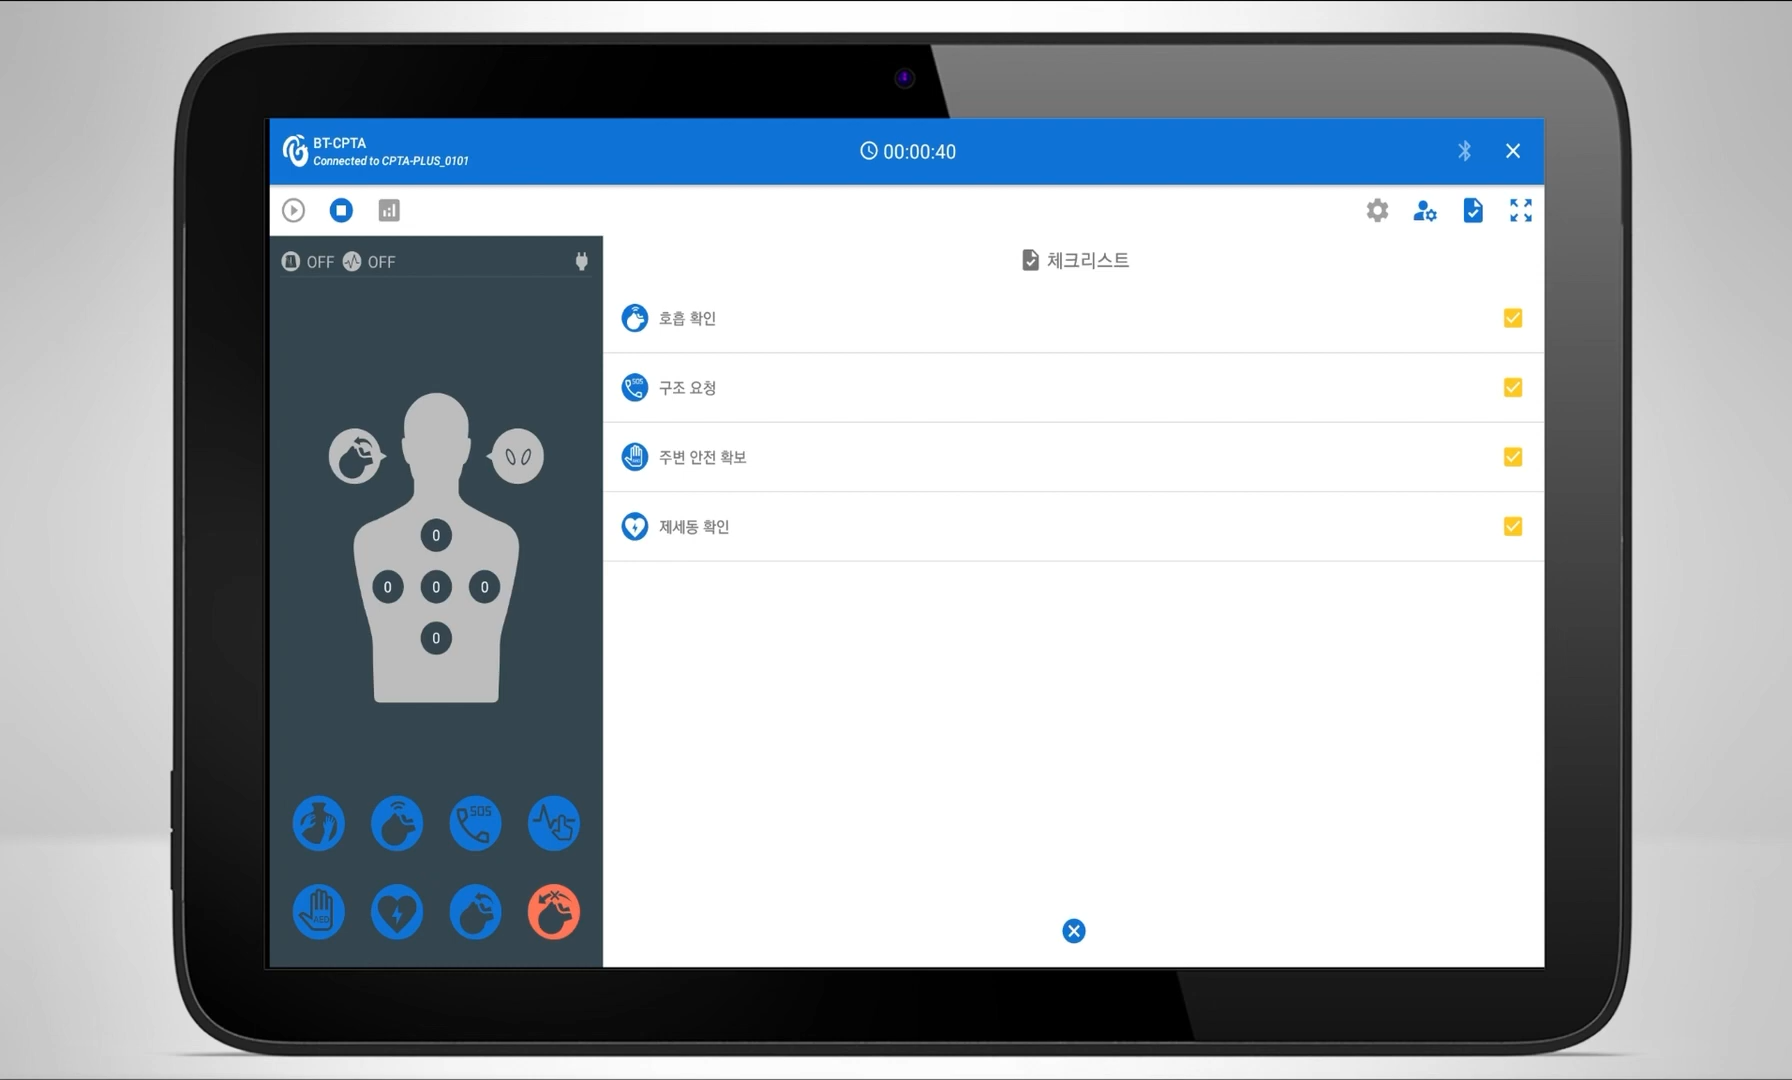 BT-CPTA
Connected to CPTA-PLUS_0101
00:00:40
OFF OFF
체크리스트
호흡 확인
SOS
구조 요청
주변 안전 확보
제세동 확인
0
0 0 0
0
SOS
AED